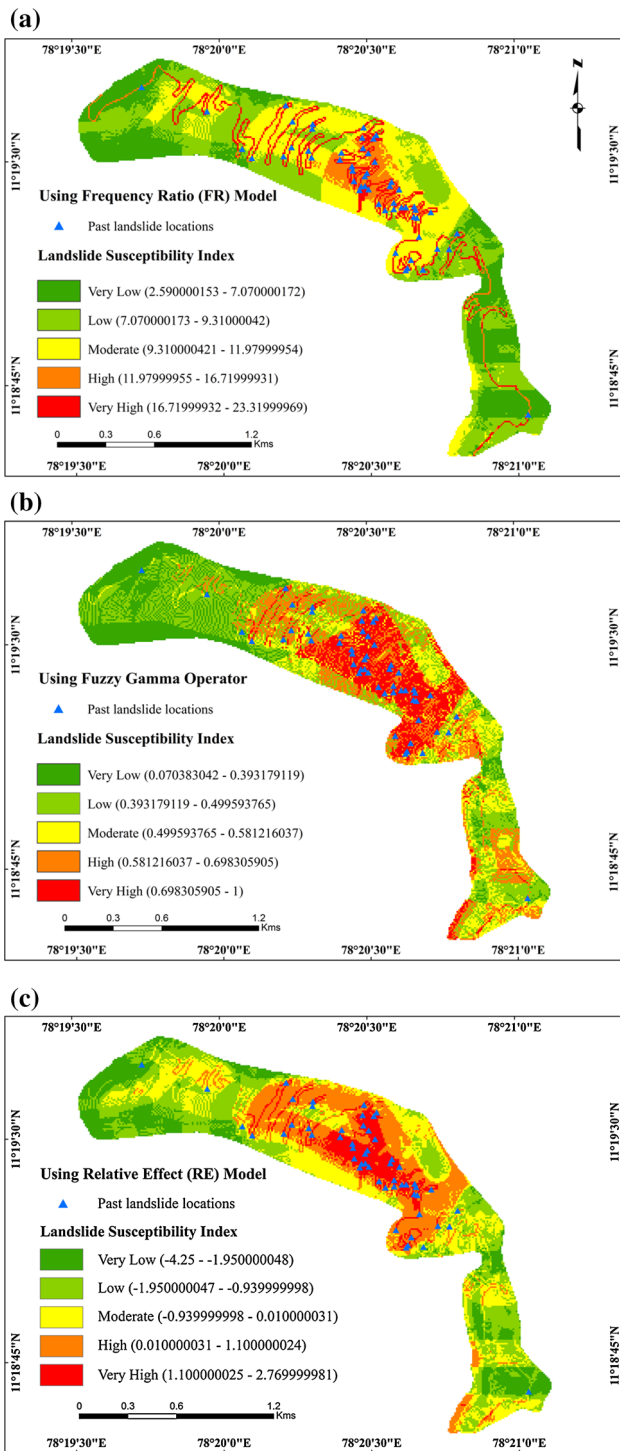 (a)
78°19'30"E 78°20'0"E 78°20'30"E 78°21'0"E
Z
11°19'30"N
11°19'30"N
Using Frequency Ratio (FR) Model
Past landslide locations
Landslide Susceptibility Index
Very Low (2.590000153 - 7.070000172)
Low (7.070000173 - 9.31000042)
Moderate (9.310000421 - 11.97999954)
High (11.97999955 - 16.71999931)
Very High (16.71999932 - 23.31999969)
11°18'45"N
11°18'45"N
0 0.3 0.6 1.2
Kms
78°19'30"E 78°20'0"E 78°20'30"E 78°21'0"E
(b)
78°19'30"E 78°20'0"E 78°20'30"E 78°21'0"E
11°19'30"N
11°19'30"N
Using Fuzzy Gamma Operator
Past landslide locations
Landslide Susceptibility Index
Very Low (0.070383042 - 0.393179119)
Low (0.393179119 - 0.499593765)
Moderate (0.499593765 - 0.581216037)
High (0.581216037 - 0.698305905)
Very High (0.698305905 - 1)
11°18'45"N
11°18'45"N
0 0.3 0.6 1.2
Kms
78°19'30"E 78°20'0"E 78°20'30"E 78°21'0"E
(c)
78°19'30"E 78°20'0"E 78°20'30"E 78°21'0"E
11°19'30"N
11°19'30"N
Using Relative Effect (RE) Model
Past landslide locations
Landslide Susceptibility Index
Very Low (-4.25 - -1.950000048)
Low (-1.950000047 - -0.939999998)
Moderate (-0.939999998 - 0.010000031)
High (0.010000031 - 1.100000024)
Very High (1.100000025 - 2.769999981)
11°18'45"N
11°18'45"N
0 0.3 0.6 1.2
Kms
78°19'30"E 78°20'0"E 78°20'30"E 78°21'0"E